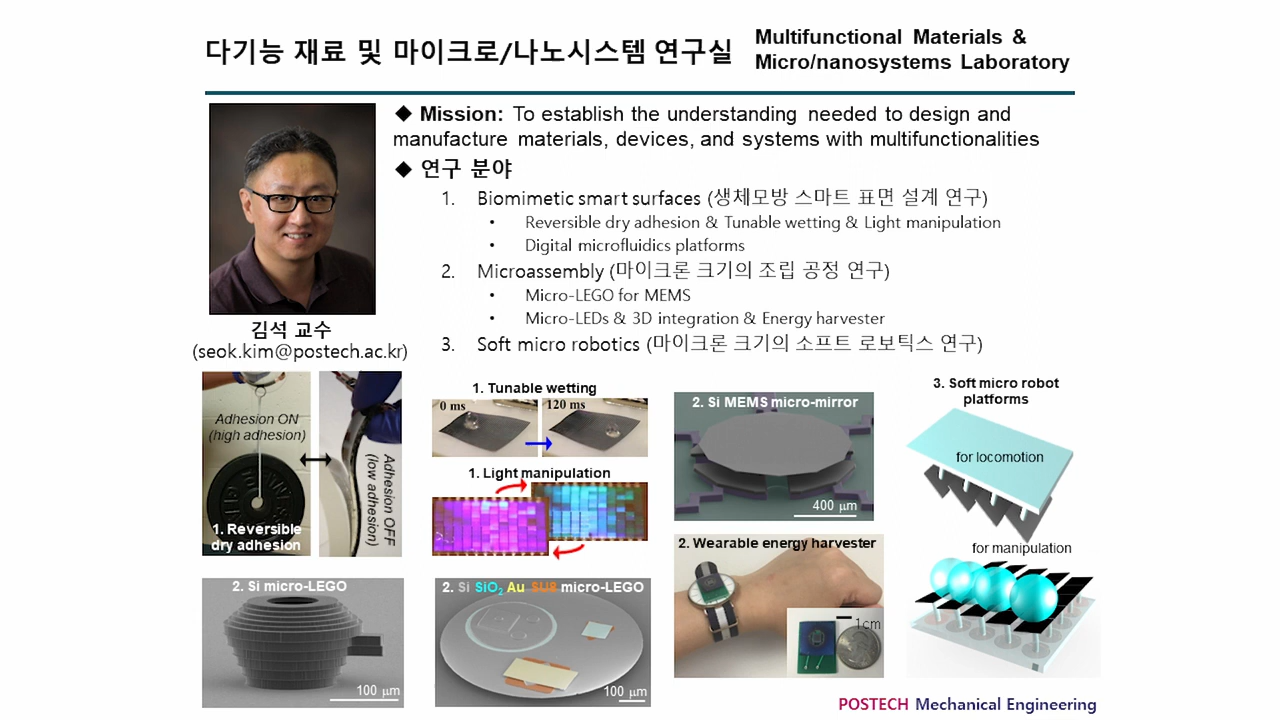 다기능 재료 및 마이크로/나노시스템 연구실
Multifunctional Materials &
Micro/nanosystems Laboratory
◆ Mission: To establish the understanding needed to design and
manufacture materials, devices, and systems with multifunctionalities
◆ 연구 분야
1. Biomimetic smart surfaces (생체모방 스마트 표면 설계 연구)
• Reversible dry adhesion & Tunable wetting & Light manipulation
• Digital microfluidics platforms
2. Microassembly (마이크론 크기의 조립 공정 연구)
• Micro-LEGO for MEMS
• Micro-LEDs & 3D integration & Energy harvester
3. Soft micro robotics (마이크론 크기의 소프트 로보틱스 연구)
김석 교수
(seok.kim@postech.ac.kr)
Adhesion ON
(high adhesion)
Adhesion OFF
(low adhesion)
1. Reversible
dry adhesion
1. Tunable wetting
0 ms
120 ms
1. Light manipulation
2. Si MEMS micro-mirror
400 μm
3. Soft micro robot
platforms
for locomotion
for manipulation
2. Wearable energy harvester
1cm
2. Si micro-LEGO
100 μm
2. Si SiO₂ Au SU8 micro-LEGO
100 μm
POSTECH Mechanical Engineering